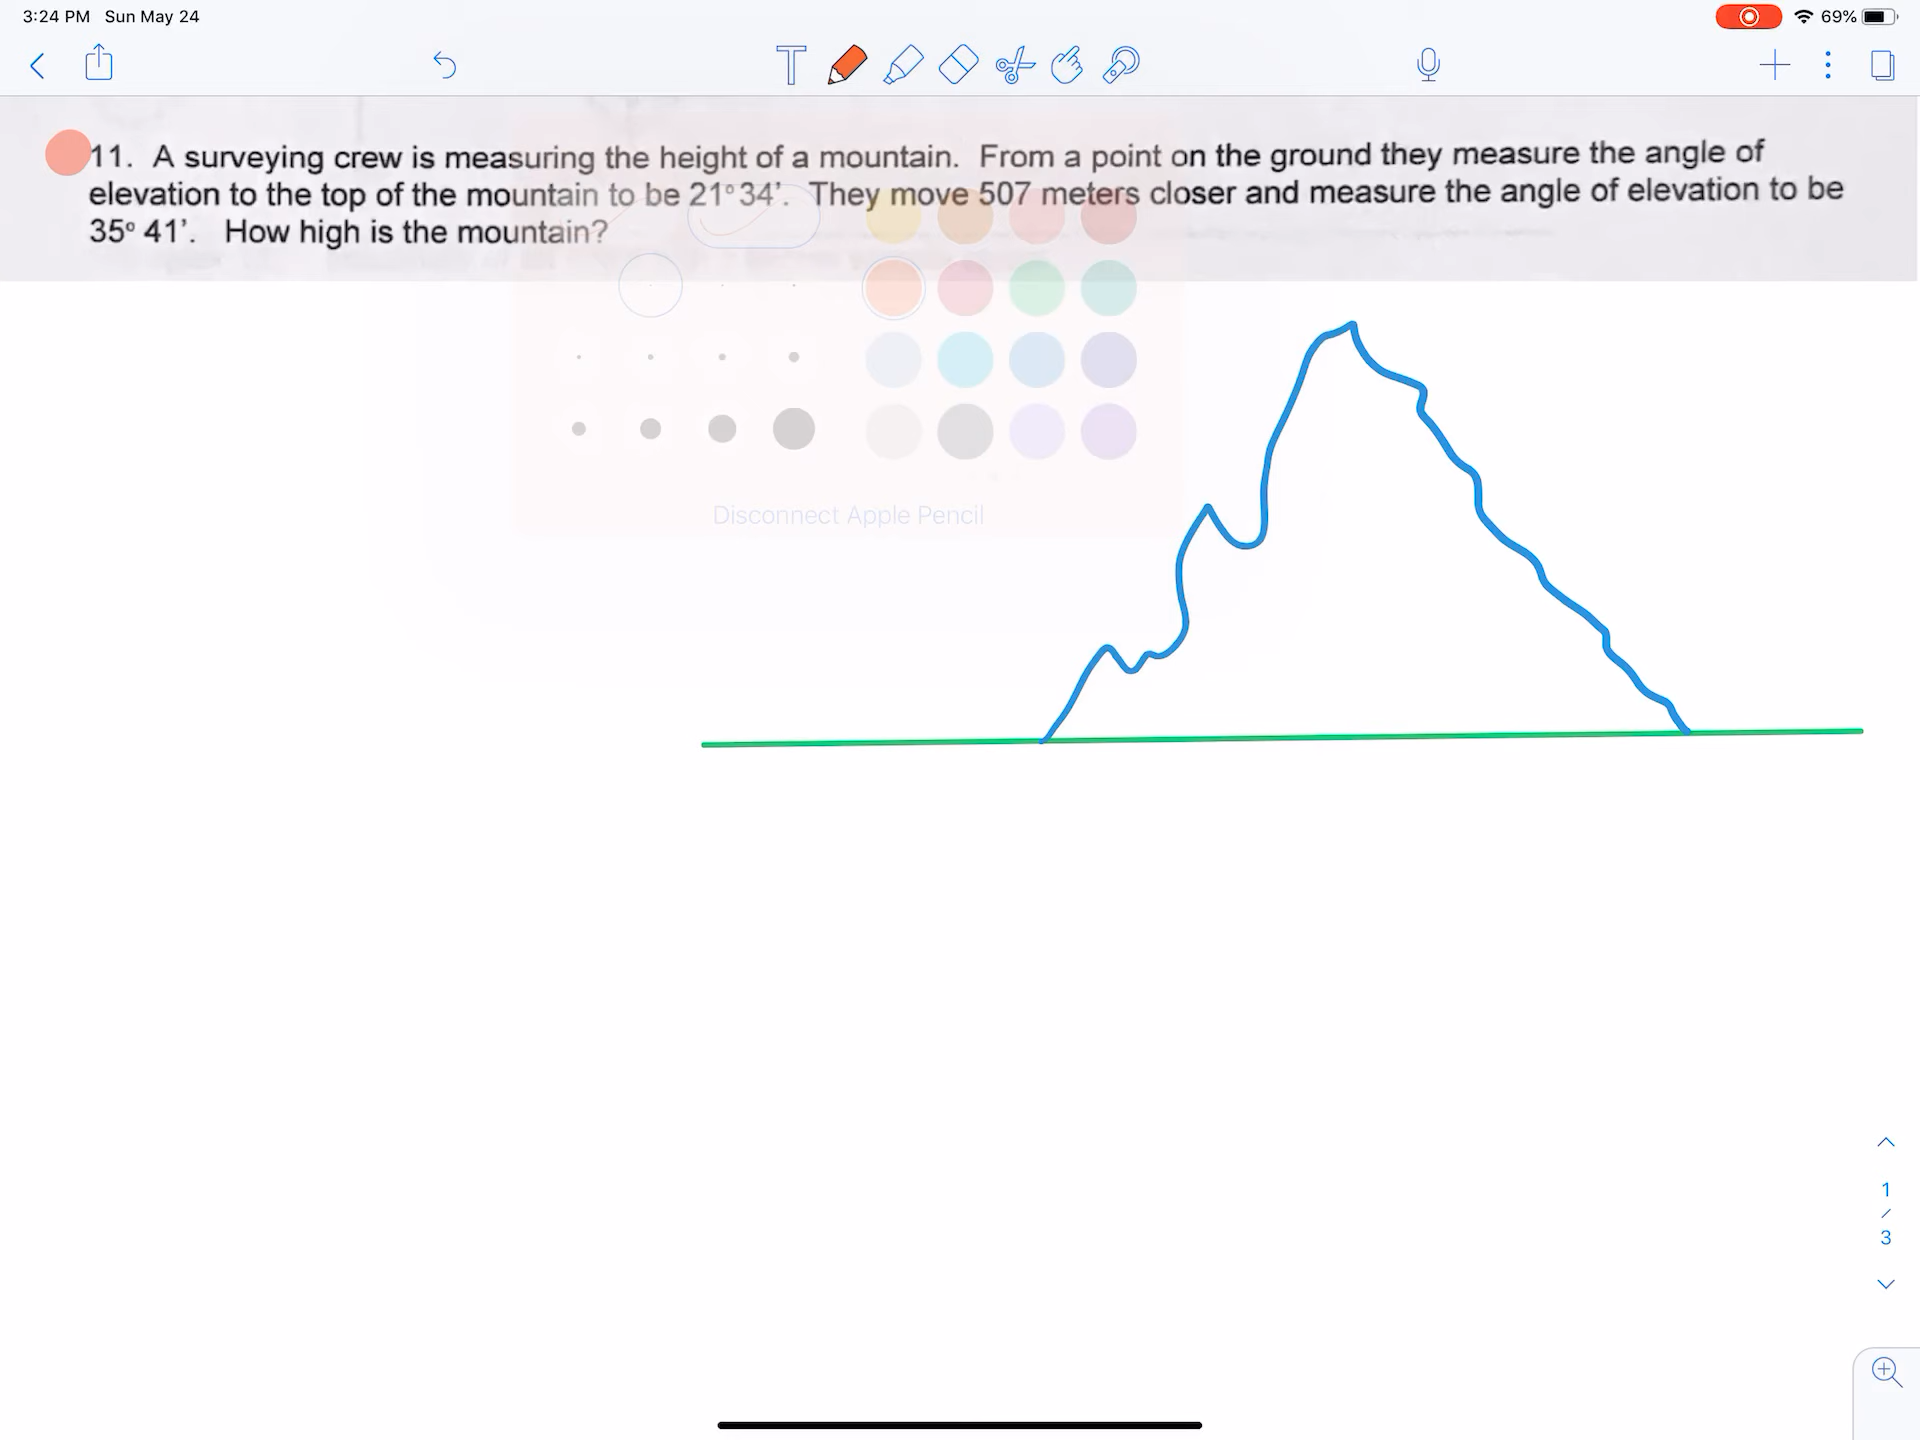 3:24 PM Sun May 24
69%
T
11. A surveying crew is measuring the height of a mountain. From a point on the ground they measure the angle of
elevation to the top of the mountain to be 21° 34'. They move 507 meters closer and measure the angle of elevation to be
35° 41'. How high is the mountain?
Disconnect Apple Pencil
1
/
3